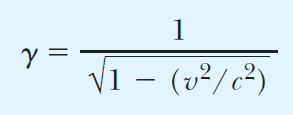 γ = 1 / √(1 − (v²/c²))